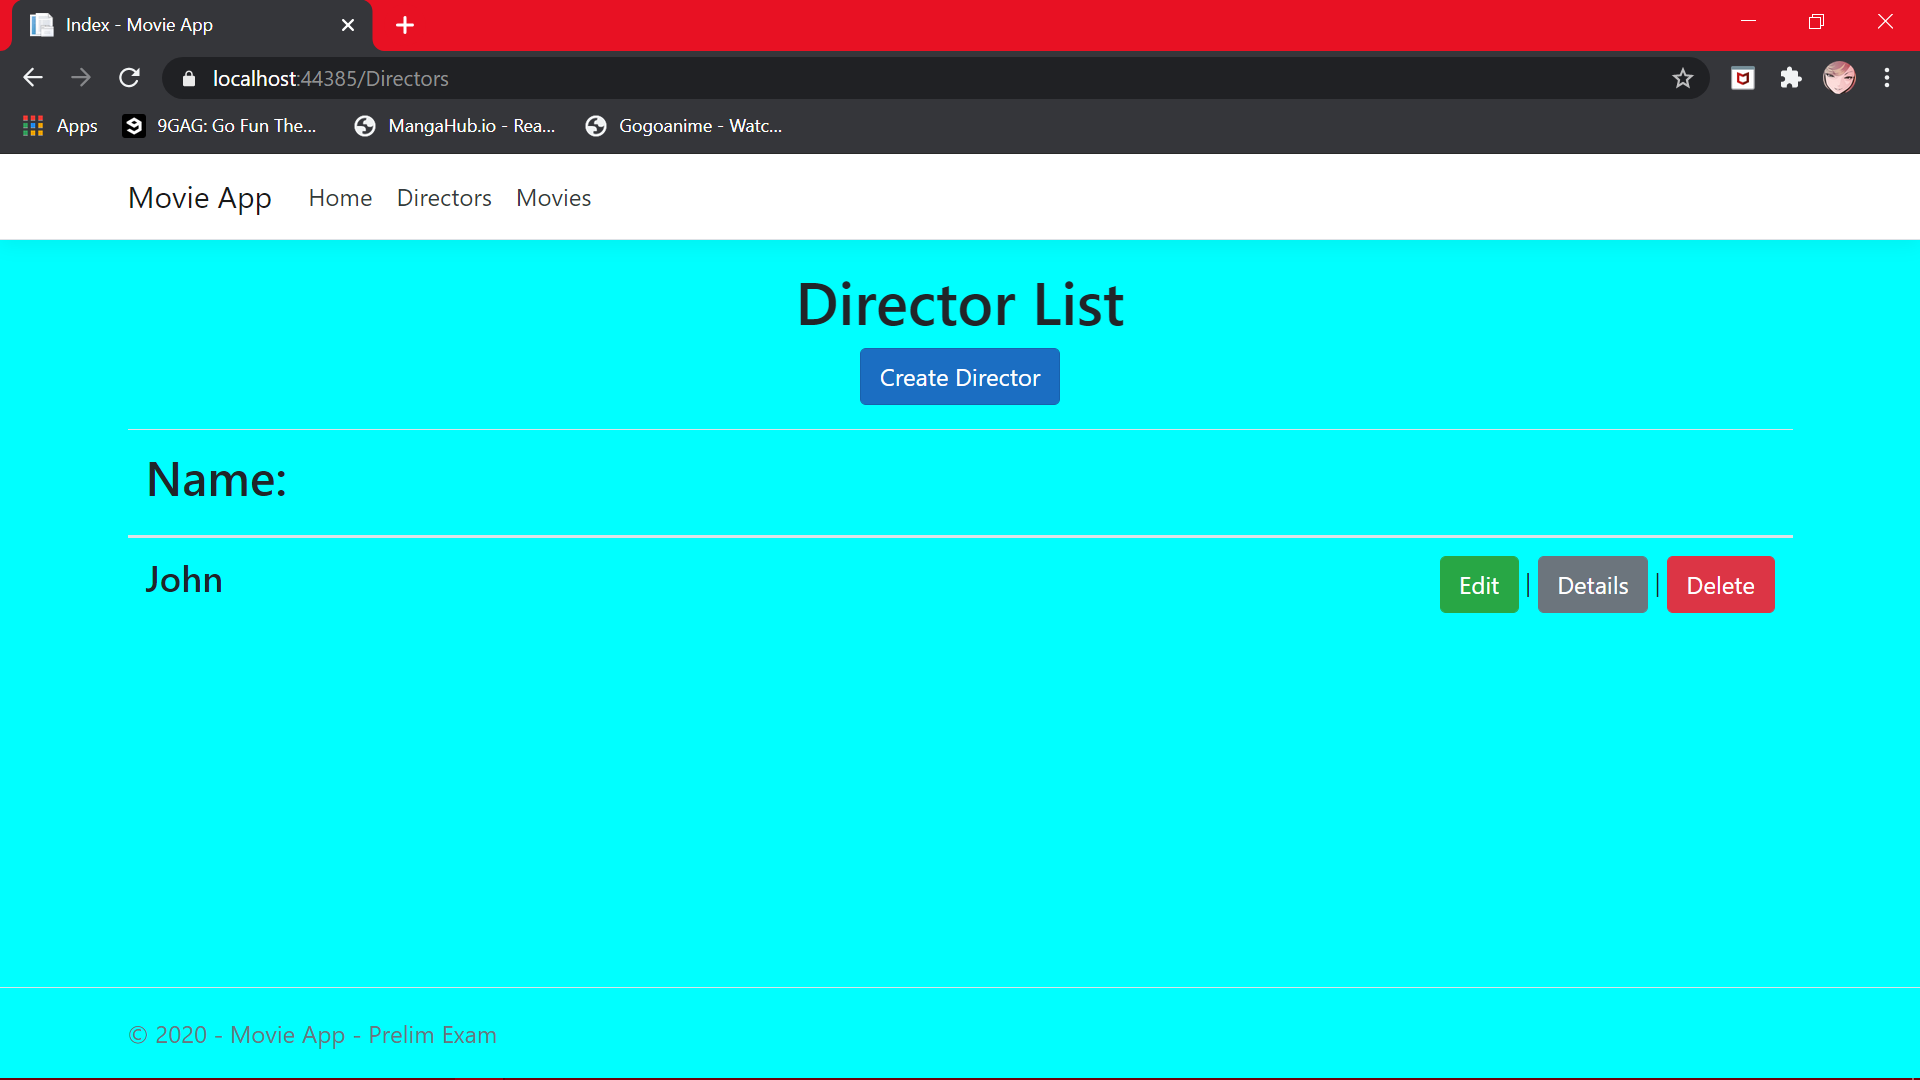 Index - Movie App
localhost:44385/Directors
Apps 9GAG: Go Fun The... MangaHub.io - Rea... Gogoanime - Watc...
Movie App Home Directors Movies
Director List
Create Director
Name:
John Edit | Details | Delete
© 2020 - Movie App - Prelim Exam